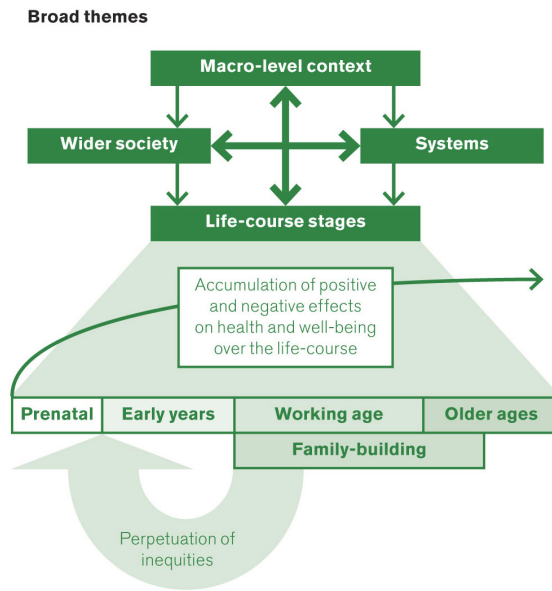 Broad themes
Macro-level context
Wider society
Systems
Life-course stages
Accumulation of positive
and negative effects
on health and well-being
over the life-course
Prenatal
Early years
Working age
Older ages
Family-building
Perpetuation of
inequities